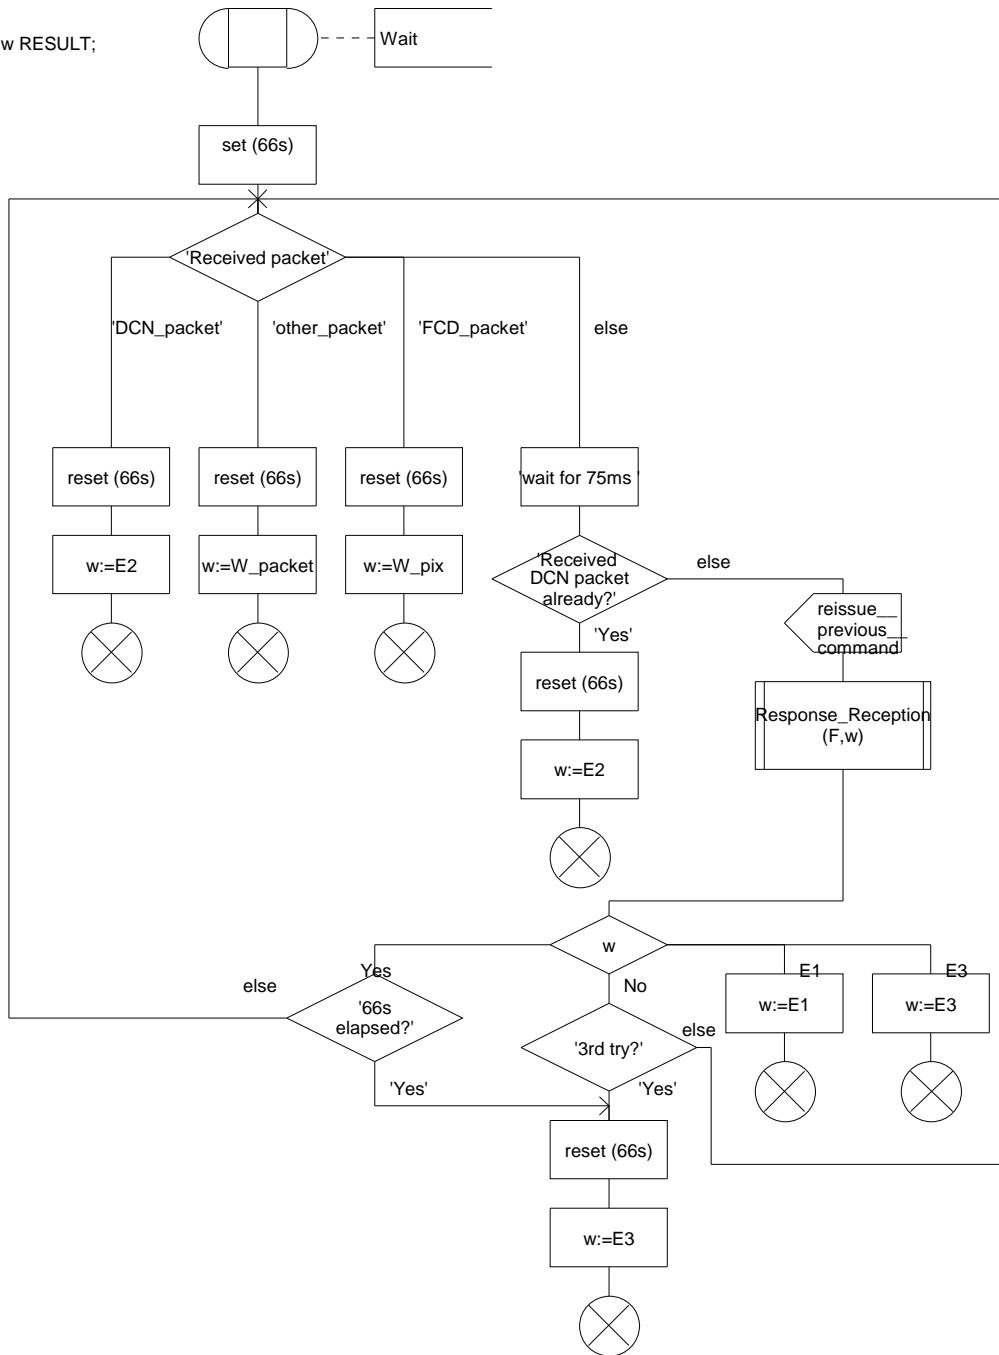 w RESULT;
Wait
set (66s)
'Received packet'
'DCN_packet'
'other_packet'
'FCD_packet'
else
reset (66s)
reset (66s)
reset (66s)
'wait for 75ms '
w:=E2
w:=W_packet
w:=W_pix
'Received
DCN packet
already?'
else
reissue__
previous__
command
'Yes'
reset (66s)
Response_Reception
(F,w)
w:=E2
w
Yes
No
E1
E3
else
'66s
elapsed?'
'3rd try?'
else
w:=E1
w:=E3
'Yes'
'Yes'
reset (66s)
w:=E3